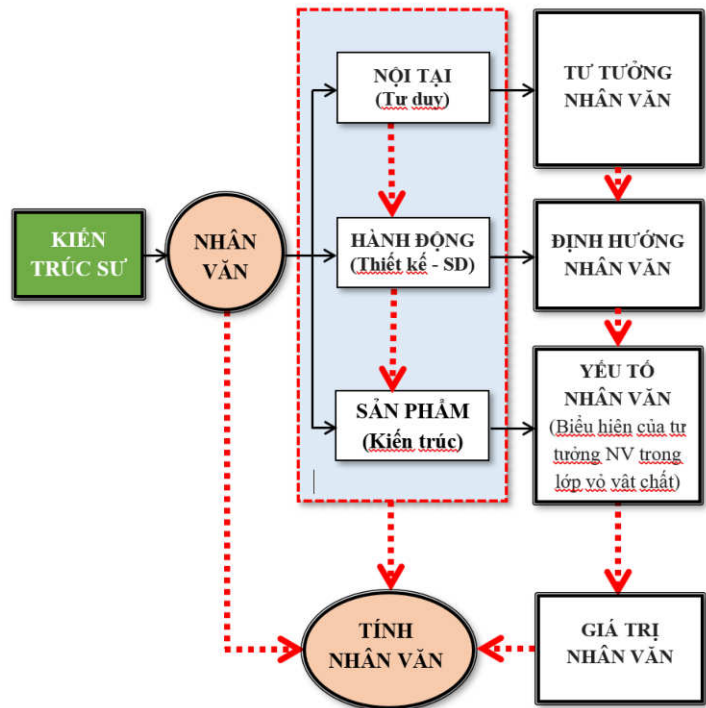 NỘI TẠI
(Tư duy)
TƯ TƯỞNG
NHÂN VĂN
KIẾN
TRÚC SƯ
NHÂN
VĂN
HÀNH ĐỘNG
(Thiết kế - SD)
ĐỊNH HƯỚNG
NHÂN VĂN
SẢN PHẨM
(Kiến trúc)
YẾU TỐ
NHÂN VĂN
(Biểu hiện của tư
tưởng NV trong
lớp vỏ vật chất)
TÍNH
NHÂN VĂN
GIÁ TRỊ
NHÂN VĂN